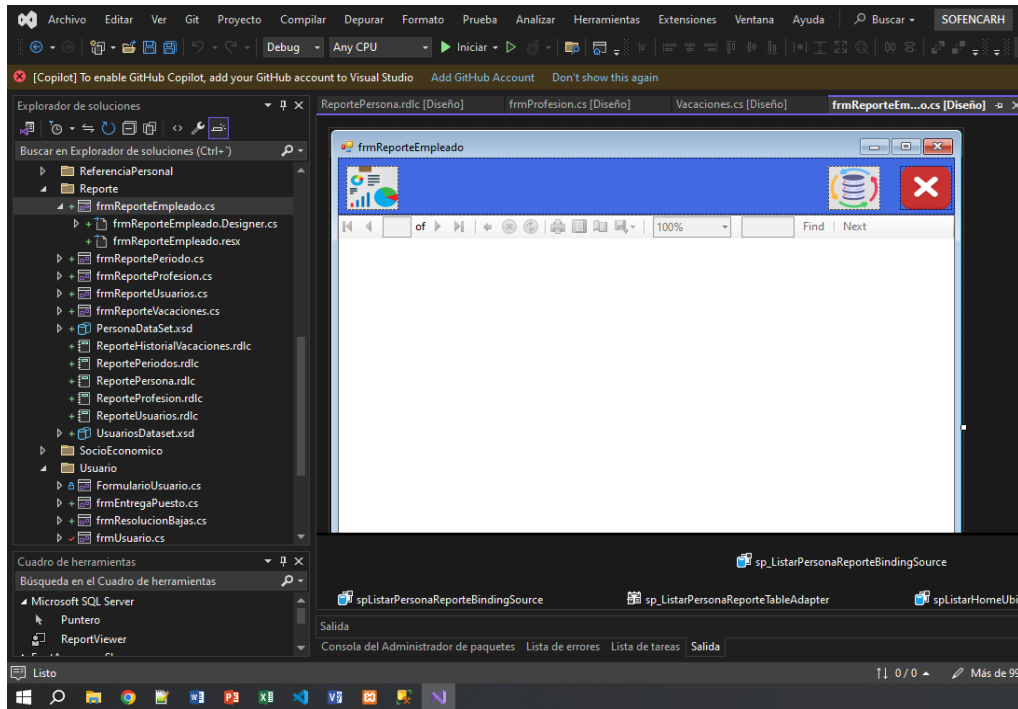 Archivo Editar Ver Git Proyecto Compilar Depurar Formato Prueba Analizar Herramientas Extensiones Ventana Ayuda Buscar SOFENCARH
Debug Any CPU Iniciar
[Copilot] To enable GitHub Copilot, add your GitHub account to Visual Studio Add GitHub Account Don't show this again
Explorador de soluciones
ReportePersona.rdlc [Diseño] frmProfesion.cs [Diseño] Vacaciones.cs [Diseño] frmReporteEm...o.cs [Diseño]
Buscar en Explorador de soluciones (Ctrl+¨)
ReferenciaPersonal
Reporte
frmReporteEmpleado.cs
frmReporteEmpleado.Designer.cs
frmReporteEmpleado.resx
frmReportePeriodo.cs
frmReporteProfesion.cs
frmReporteUsuarios.cs
frmReporteVacaciones.cs
PersonaDataSet.xsd
ReporteHistorialVacaciones.rdlc
ReportePeriodos.rdlc
ReportePersona.rdlc
ReporteProfesion.rdlc
ReporteUsuarios.rdlc
UsuariosDataset.xsd
SocioEconomico
Usuario
FormularioUsuario.cs
frmEntregaPuesto.cs
frmResolucionBajas.cs
frmUsuario.cs
frmReporteEmpleado
of 100% Find | Next
Cuadro de herramientas
Búsqueda en el Cuadro de herramientas
Microsoft SQL Server
Puntero
ReportViewer
sp_ListarPersonaReporteBindingSource
spListarPersonaReporteBindingSource sp_ListarPersonaReporteTableAdapter spListarHomeUbi
Salida
Consola del Administrador de paquetes Lista de errores Lista de tareas Salida
Listo 0 / 0 Más de 99